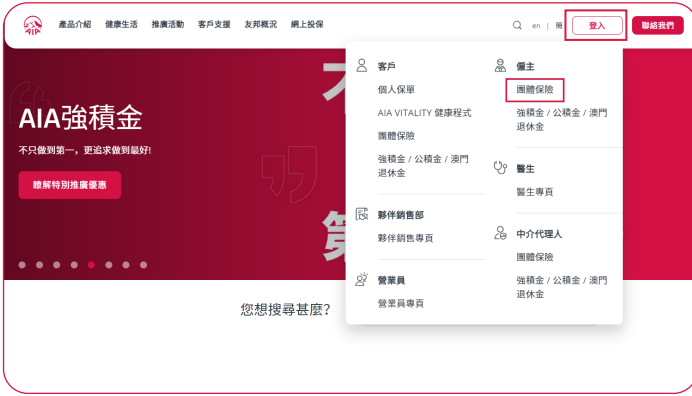 AIA
產品介紹 健康生活 推廣活動 客戶支援 友邦概況 網上投保
en | 簡
登入
聯絡我們
AIA強積金
不只做到第一，更追求做到最好!
瞭解特別推廣優惠
客戶
個人保單
AIA VITALITY 健康程式
團體保險
強積金 / 公積金 / 澳門
退休金
夥伴銷售部
夥伴銷售專頁
營業員
營業員專頁
僱主
團體保險
強積金 / 公積金 / 澳門
退休金
醫生
醫生專頁
中介代理人
團體保險
強積金 / 公積金 / 澳門
退休金
您想搜尋甚麼?